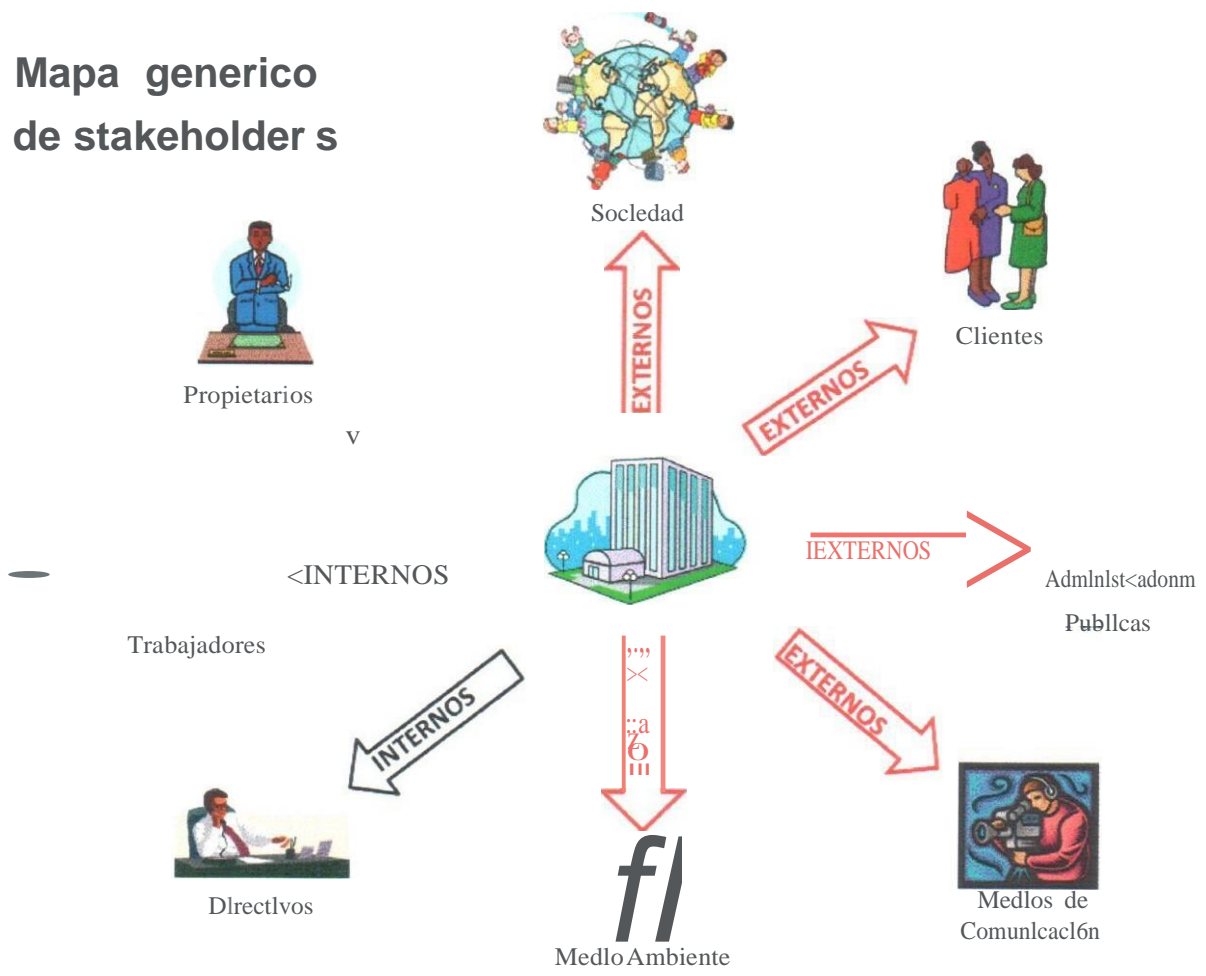 Mapa generico
de stakeholder s
Socledad
Clientes
Propietarios
v
EXTERNOS
EXTERNOS
<INTERNOS
IEXTERNOS
Admlnlst<adonm
Publlcas
Trabajadores
INTERNOS
EXTERNOS
Dlrectlvos
Medlos de
Comunlcacl6n
Medlo Ambiente